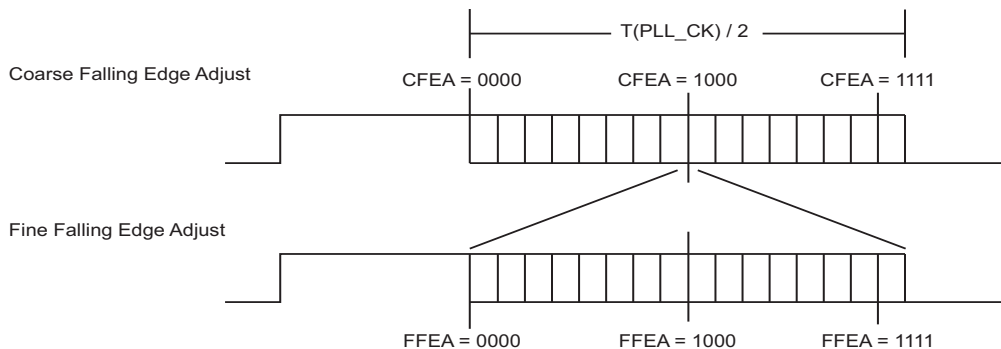 T(PLL_CK) / 2
Coarse Falling Edge Adjust
CFEA = 0000 CFEA = 1000 CFEA = 1111
Fine Falling Edge Adjust
FFEA = 0000 FFEA = 1000 FFEA = 1111